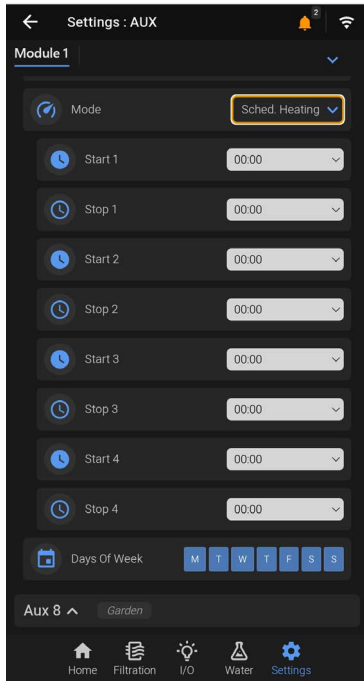 Settings : AUX
2
Module 1
Mode
Sched. Heating
Start 1
00:00
Stop 1
00:00
Start 2
00:00
Stop 2
00:00
Start 3
00:00
Stop 3
00:00
Start 4
00:00
Stop 4
00:00
Days Of Week
M T W T F S S
Aux 8
Garden
Home Filtration I/O Water Settings